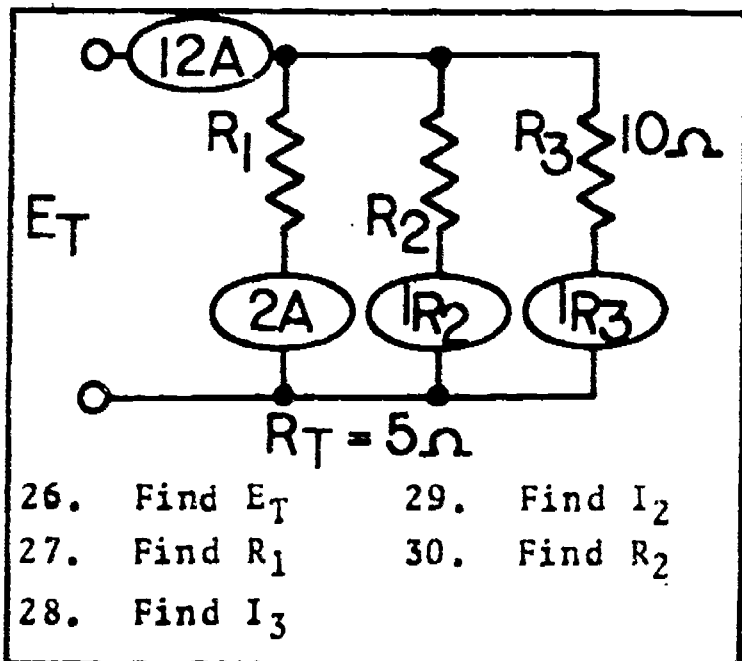 12A
R1
R2
R3 10Ω
ET
2A
IR2
IR3
RT = 5Ω
26. Find ET 29. Find I2
27. Find R1 30. Find R2
28. Find I3